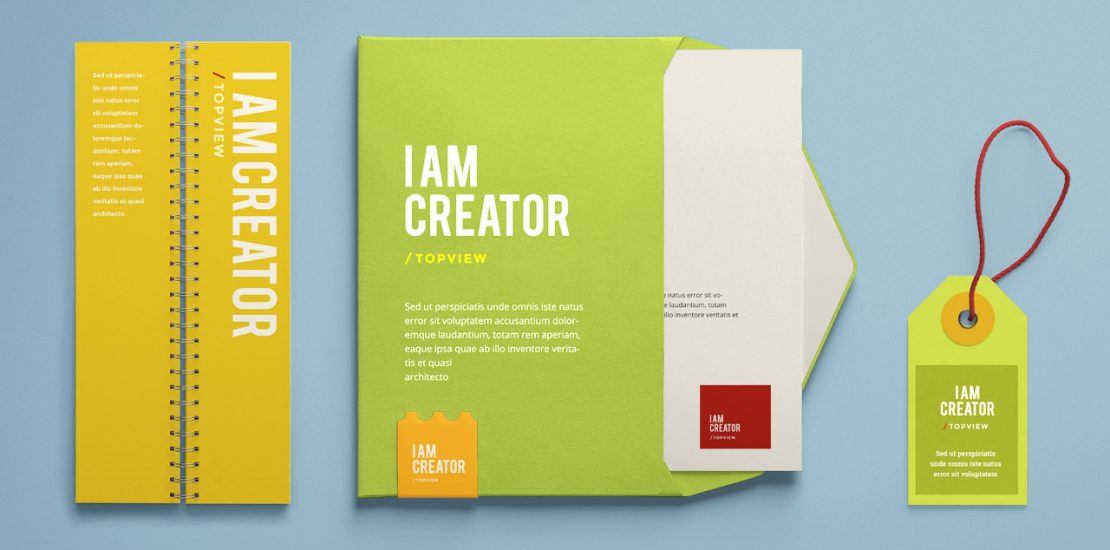 Sed ut perspicia-
tis unde omnis
iste natus error
sit voluptatem
accusantium do-
loremque lau-
dantium, totam
rem aperiam,
eaque ipsa quae
ab illo inventore
veritatis et quasi
architecto
I AM CREATOR
/TOPVIEW
I AM
CREATOR
/TOPVIEW
Sed ut perspiciatis unde omnis iste natus
error sit voluptatem accusantium dolor-
emque laudantium, totam rem aperiam,
eaque ipsa quae ab illo inventore verita-
tis et quasi
architecto
I AM
CREATOR
/TOPVIEW
e natus error sit vo-
e laudantium, totam
illo inventore veritatis et
I AM
CREATOR
/TOPVIEW
I AM
CREATOR
/TOPVIEW
Sed ut perspiciatis
unde omnis iste natus
error sit voluptatem